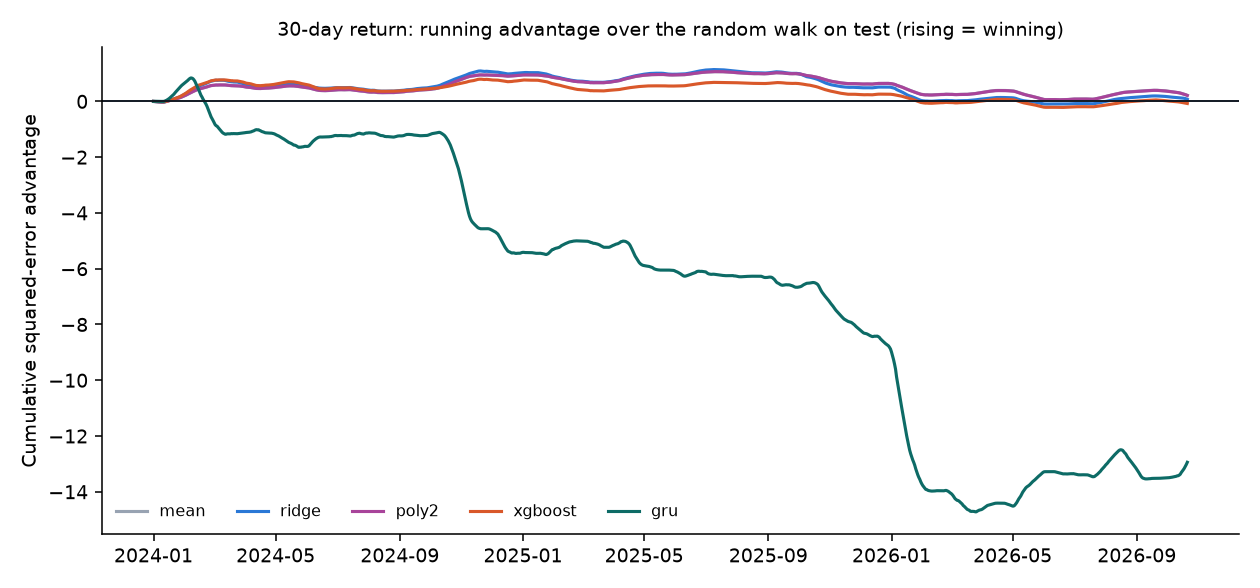 30-day return: running advantage over the random walk on test (rising = winning)
Cumulative squared-error advantage
0
−2
−4
−6
−8
−10
−12
−14
mean ridge poly2 xgboost gru
2024-01 2024-05 2024-09 2025-01 2025-05 2025-09 2026-01 2026-05 2026-09